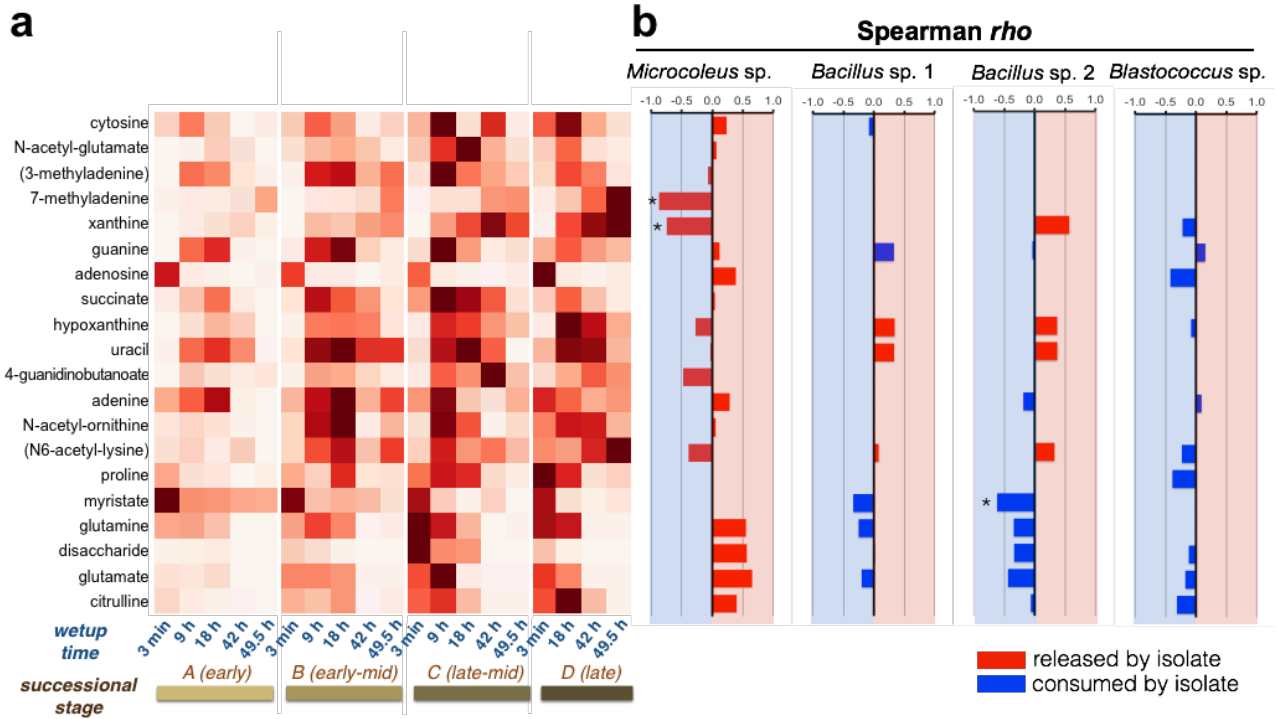 a
b
Spearman rho
Microcoleus sp.
Bacillus sp. 1
Bacillus sp. 2
Blastococcus sp.
-1.0 -0.5 0.0 0.5 1.0
-1.0 -0.5 0.0 0.5 1.0
-1.0 -0.5 0.0 0.5 1.0
-1.0 -0.5 0.0 0.5 1.0
cytosine
N-acetyl-glutamate
(3-methyladenine)
7-methyladenine
*
xanthine
*
guanine
adenosine
succinate
hypoxanthine
uracil
4-guanidinobutanoate
adenine
N-acetyl-ornithine
(N6-acetyl-lysine)
proline
myristate
*
glutamine
disaccharide
glutamate
citrulline
wetup
time
3 min 9 h 18 h 42 h 49.5 h
3 min 9 h 18 h 42 h 49.5 h
3 min 9 h 18 h 42 h 49.5 h
3 min 18 h 42 h 49.5 h
successional
stage
A (early)
B (early-mid)
C (late-mid)
D (late)
released by isolate
consumed by isolate